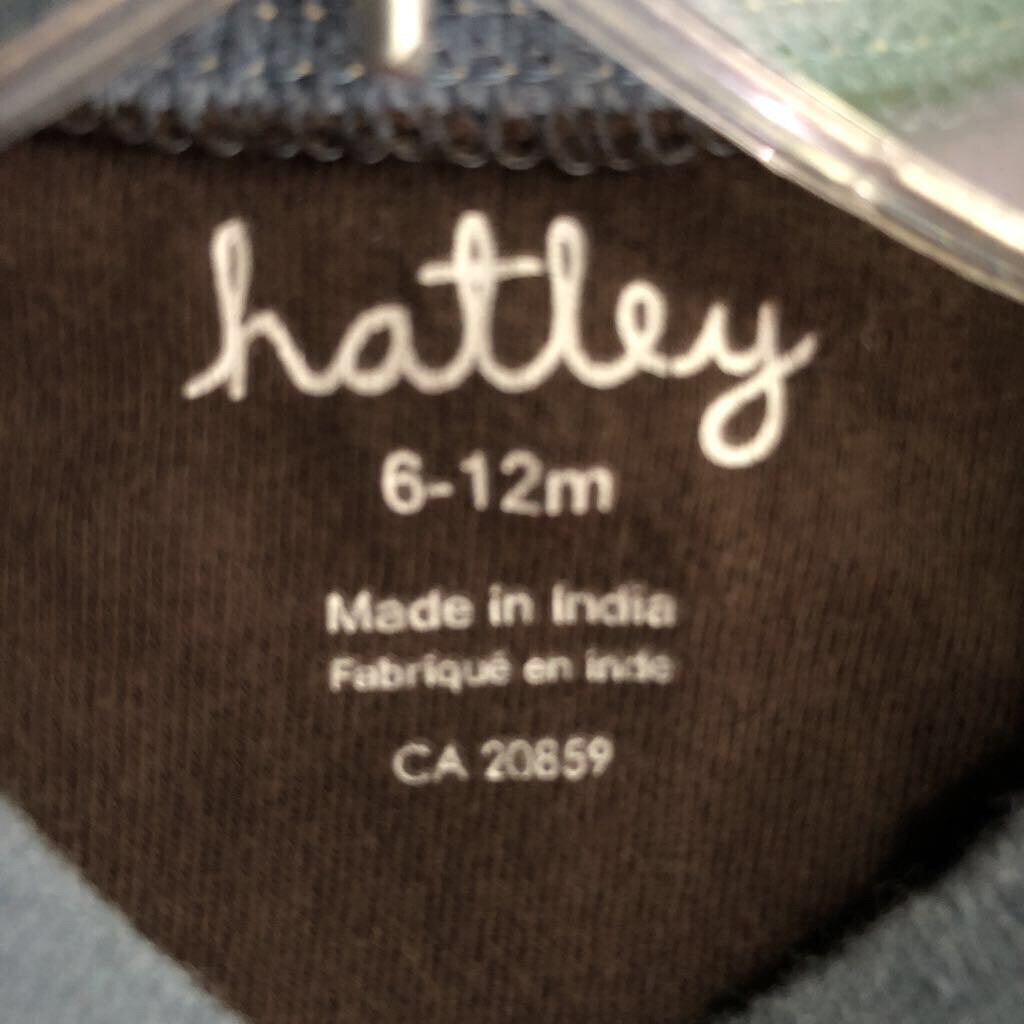 hatley
6-12m
Made in India
Fabriqué en inde
CA 20859